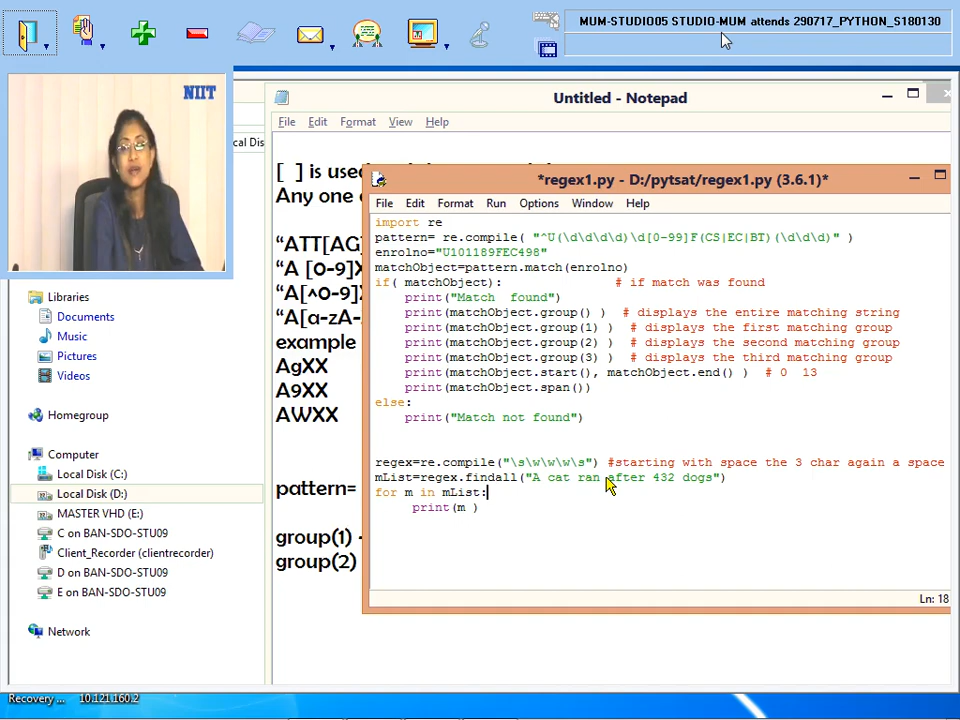 MUM-STUDIO05 STUDIO-MUM attends 290717_PYTHON_S180130
NIIT
cal Disk
Untitled - Notepad
File Edit Format View Help
[ ] is used
Any one
"ATT[AG]
"A [0-9]X
"A[^0-9]X
"A[a-zA-
example
AgXX
A9XX
AWXX
pattern=
group(1)
group(2)
*regex1.py - D:/pytsat/regex1.py (3.6.1)*
File Edit Format Run Options Window Help
import re
pattern= re.compile( "^U(\d\d\d\d)\d[0-99]F(CS|EC|BT)(\d\d\d)" )
enrolno="U101189FEC498"
matchObject=pattern.match(enrolno)
if( matchObject): # if match was found
print("Match found")
print(matchObject.group() ) # displays the entire matching string
print(matchObject.group(1) ) # displays the first matching group
print(matchObject.group(2) ) # displays the second matching group
print(matchObject.group(3) ) # displays the third matching group
print(matchObject.start(), matchObject.end() ) # 0 13
print(matchObject.span())
else:
print("Match not found")
regex=re.compile("\s\w\w\w\s") #starting with space the 3 char again a space
mList=regex.findall("A cat ran after 432 dogs")
for m in mList:
print(m )
Ln: 18
Libraries
Documents
Music
Pictures
Videos
Homegroup
Computer
Local Disk (C:)
Local Disk (D:)
MASTER VHD (E:)
C on BAN-SDO-STU09
Client_Recorder (clientrecorder)
D on BAN-SDO-STU09
E on BAN-SDO-STU09
Network
Recovery ... 10.121.160.2